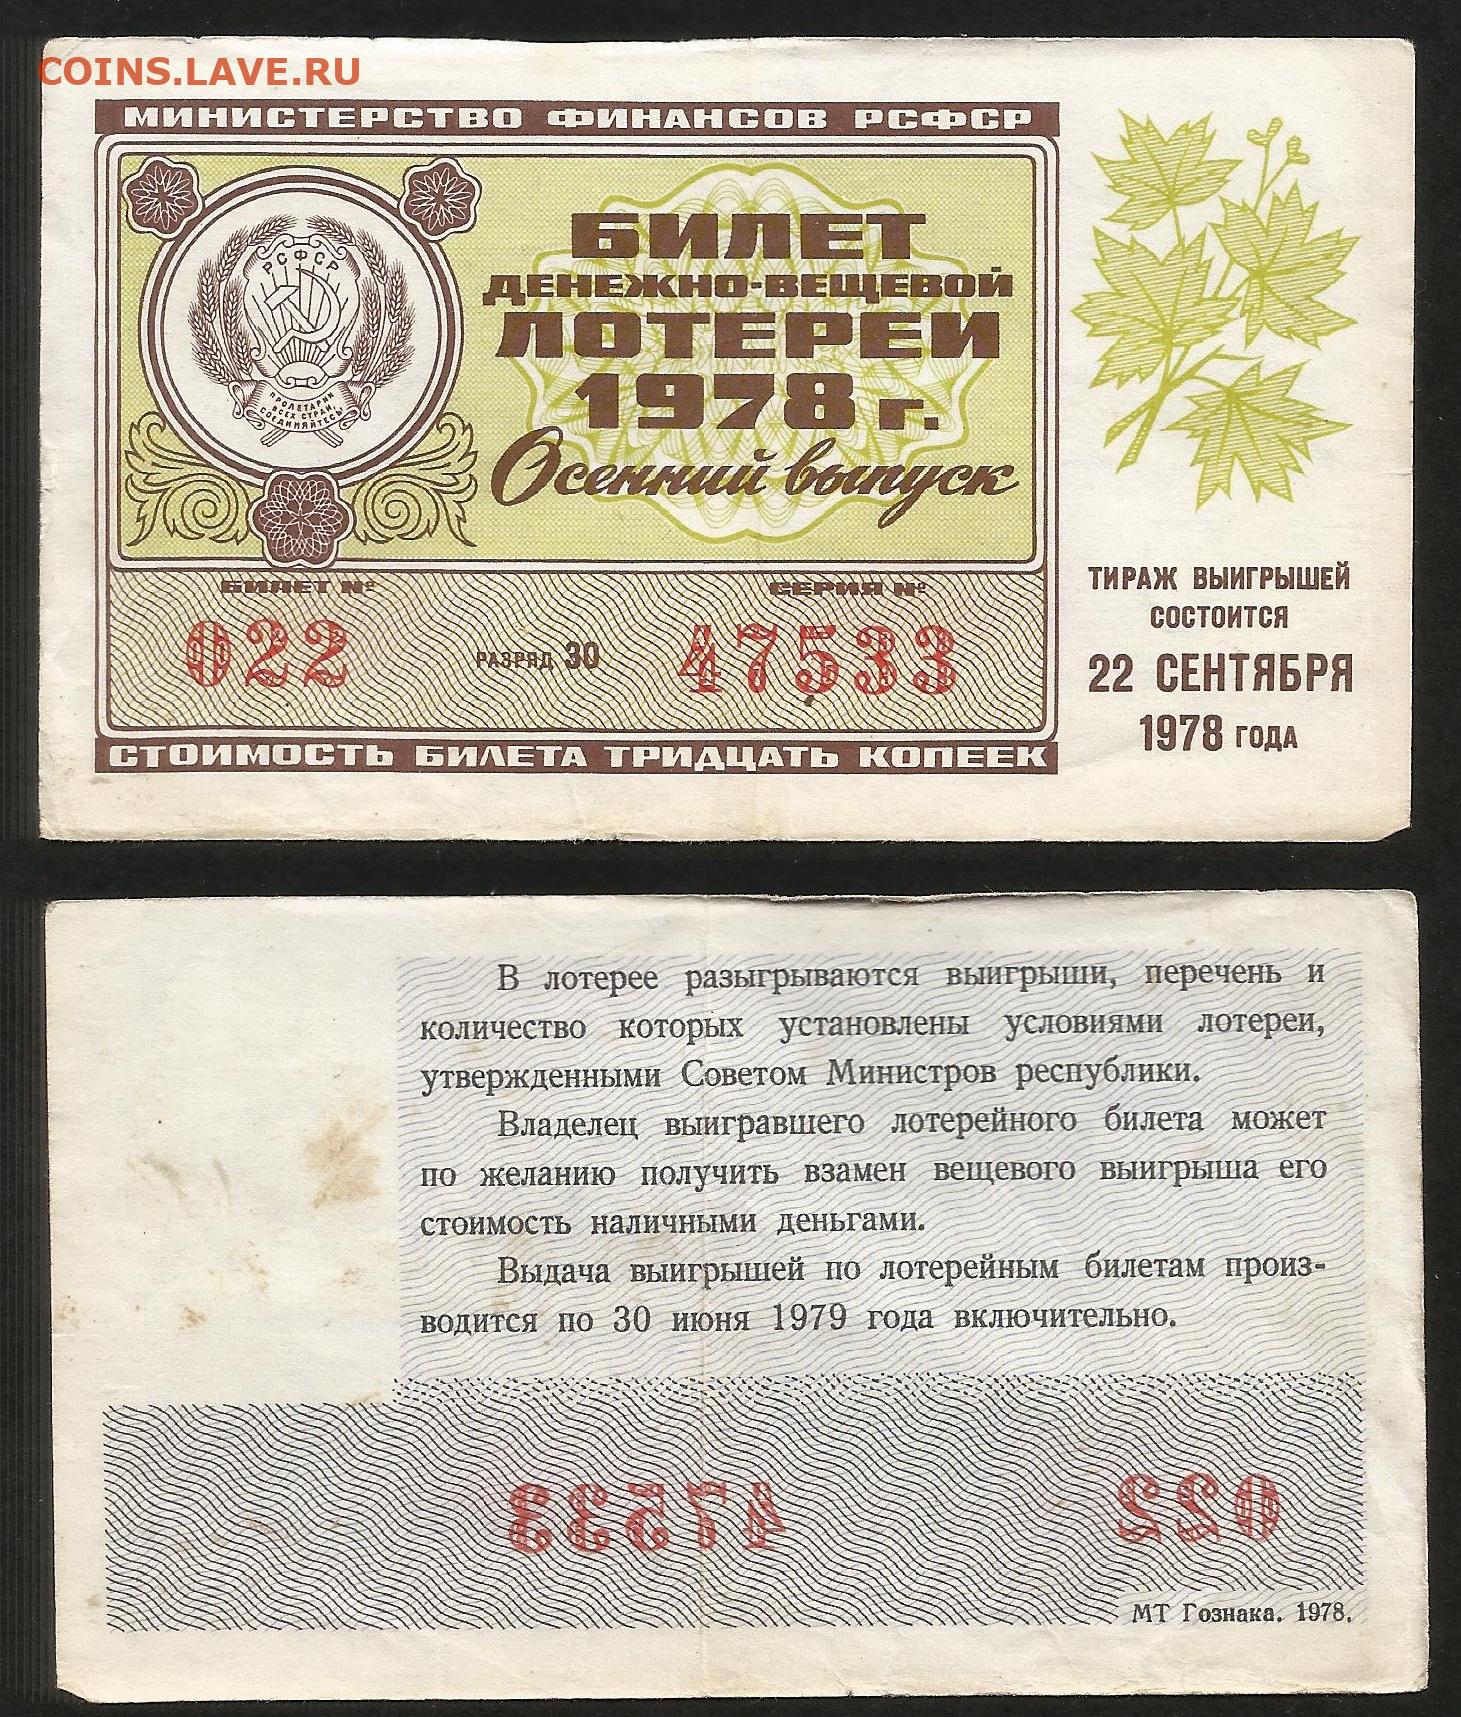 COINS.LAVE.RU
МИНИСТЕРСТВО ФИНАНСОВ РСФСР
РСФСР
ПРОЛЕТАРИИ
ВСЕХ СТРАН,
СОЕДИНЯЙТЕСЬ!
БИЛЕТ
ДЕНЕЖНО-ВЕЩЕВОЙ
ЛОТЕРЕИ
1978 г.
Осенний выпуск
БИЛЕТ №
СЕРИЯ №
022
РАЗРЯД 30
47533
СТОИМОСТЬ БИЛЕТА ТРИДЦАТЬ КОПЕЕК
ТИРАЖ ВЫИГРЫШЕЙ
СОСТОИТСЯ
22 СЕНТЯБРЯ
1978 ГОДА
В лотерее разыгрываются выигрыши, перечень и
количество которых установлены условиями лотереи,
утвержденными Советом Министров республики.
Владелец выигравшего лотерейного билета может
по желанию получить взамен вещевого выигрыша его
стоимость наличными деньгами.
Выдача выигрышей по лотерейным билетам произ-
водится по 30 июня 1979 года включительно.
47533
022
МТ Гознака. 1978.